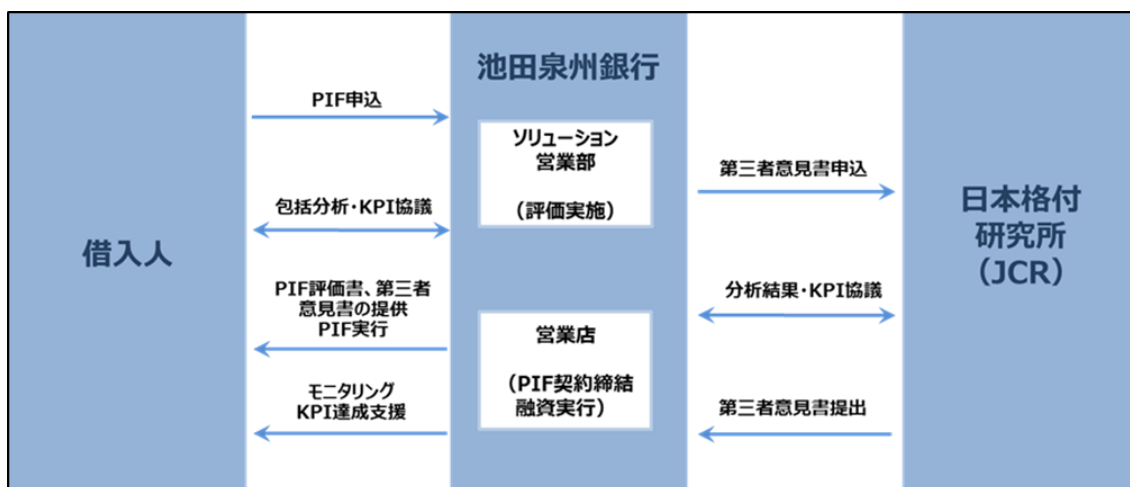 借入人
PIF申込
包括分析・KPI協議
PIF評価書、第三者
意見書の提供
PIF実行
モニタリング
KPI達成支援
池田泉州銀行
ソリューション
営業部
（評価実施）
営業店
（PIF契約締結
融資実行）
第三者意見書申込
分析結果・KPI協議
第三者意見書提出
日本格付
研究所
（JCR）